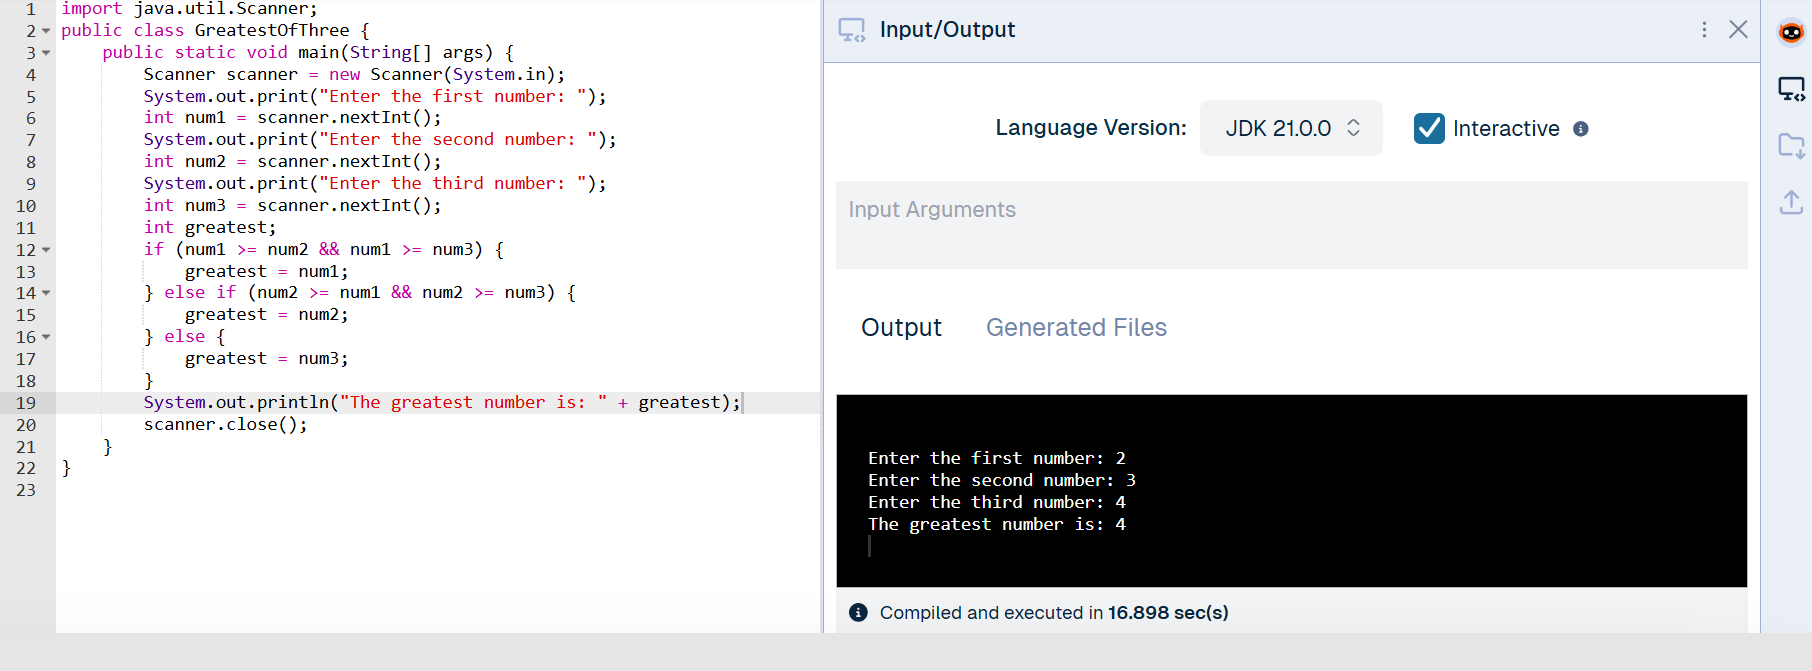 1 import java.util.Scanner;
2 public class GreatestOfThree {
3 public static void main(String[] args) {
4 Scanner scanner = new Scanner(System.in);
5 System.out.print("Enter the first number: ");
6 int num1 = scanner.nextInt();
7 System.out.print("Enter the second number: ");
8 int num2 = scanner.nextInt();
9 System.out.print("Enter the third number: ");
10 int num3 = scanner.nextInt();
11 int greatest;
12 if (num1 >= num2 && num1 >= num3) {
13 greatest = num1;
14 } else if (num2 >= num1 && num2 >= num3) {
15 greatest = num2;
16 } else {
17 greatest = num3;
18 }
19 System.out.println("The greatest number is: " + greatest);
20 scanner.close();
21 }
22 }
23
Input/Output
Language Version: JDK 21.0.0 Interactive
Input Arguments
Output Generated Files
Enter the first number: 2
Enter the second number: 3
Enter the third number: 4
The greatest number is: 4
Compiled and executed in 16.898 sec(s)